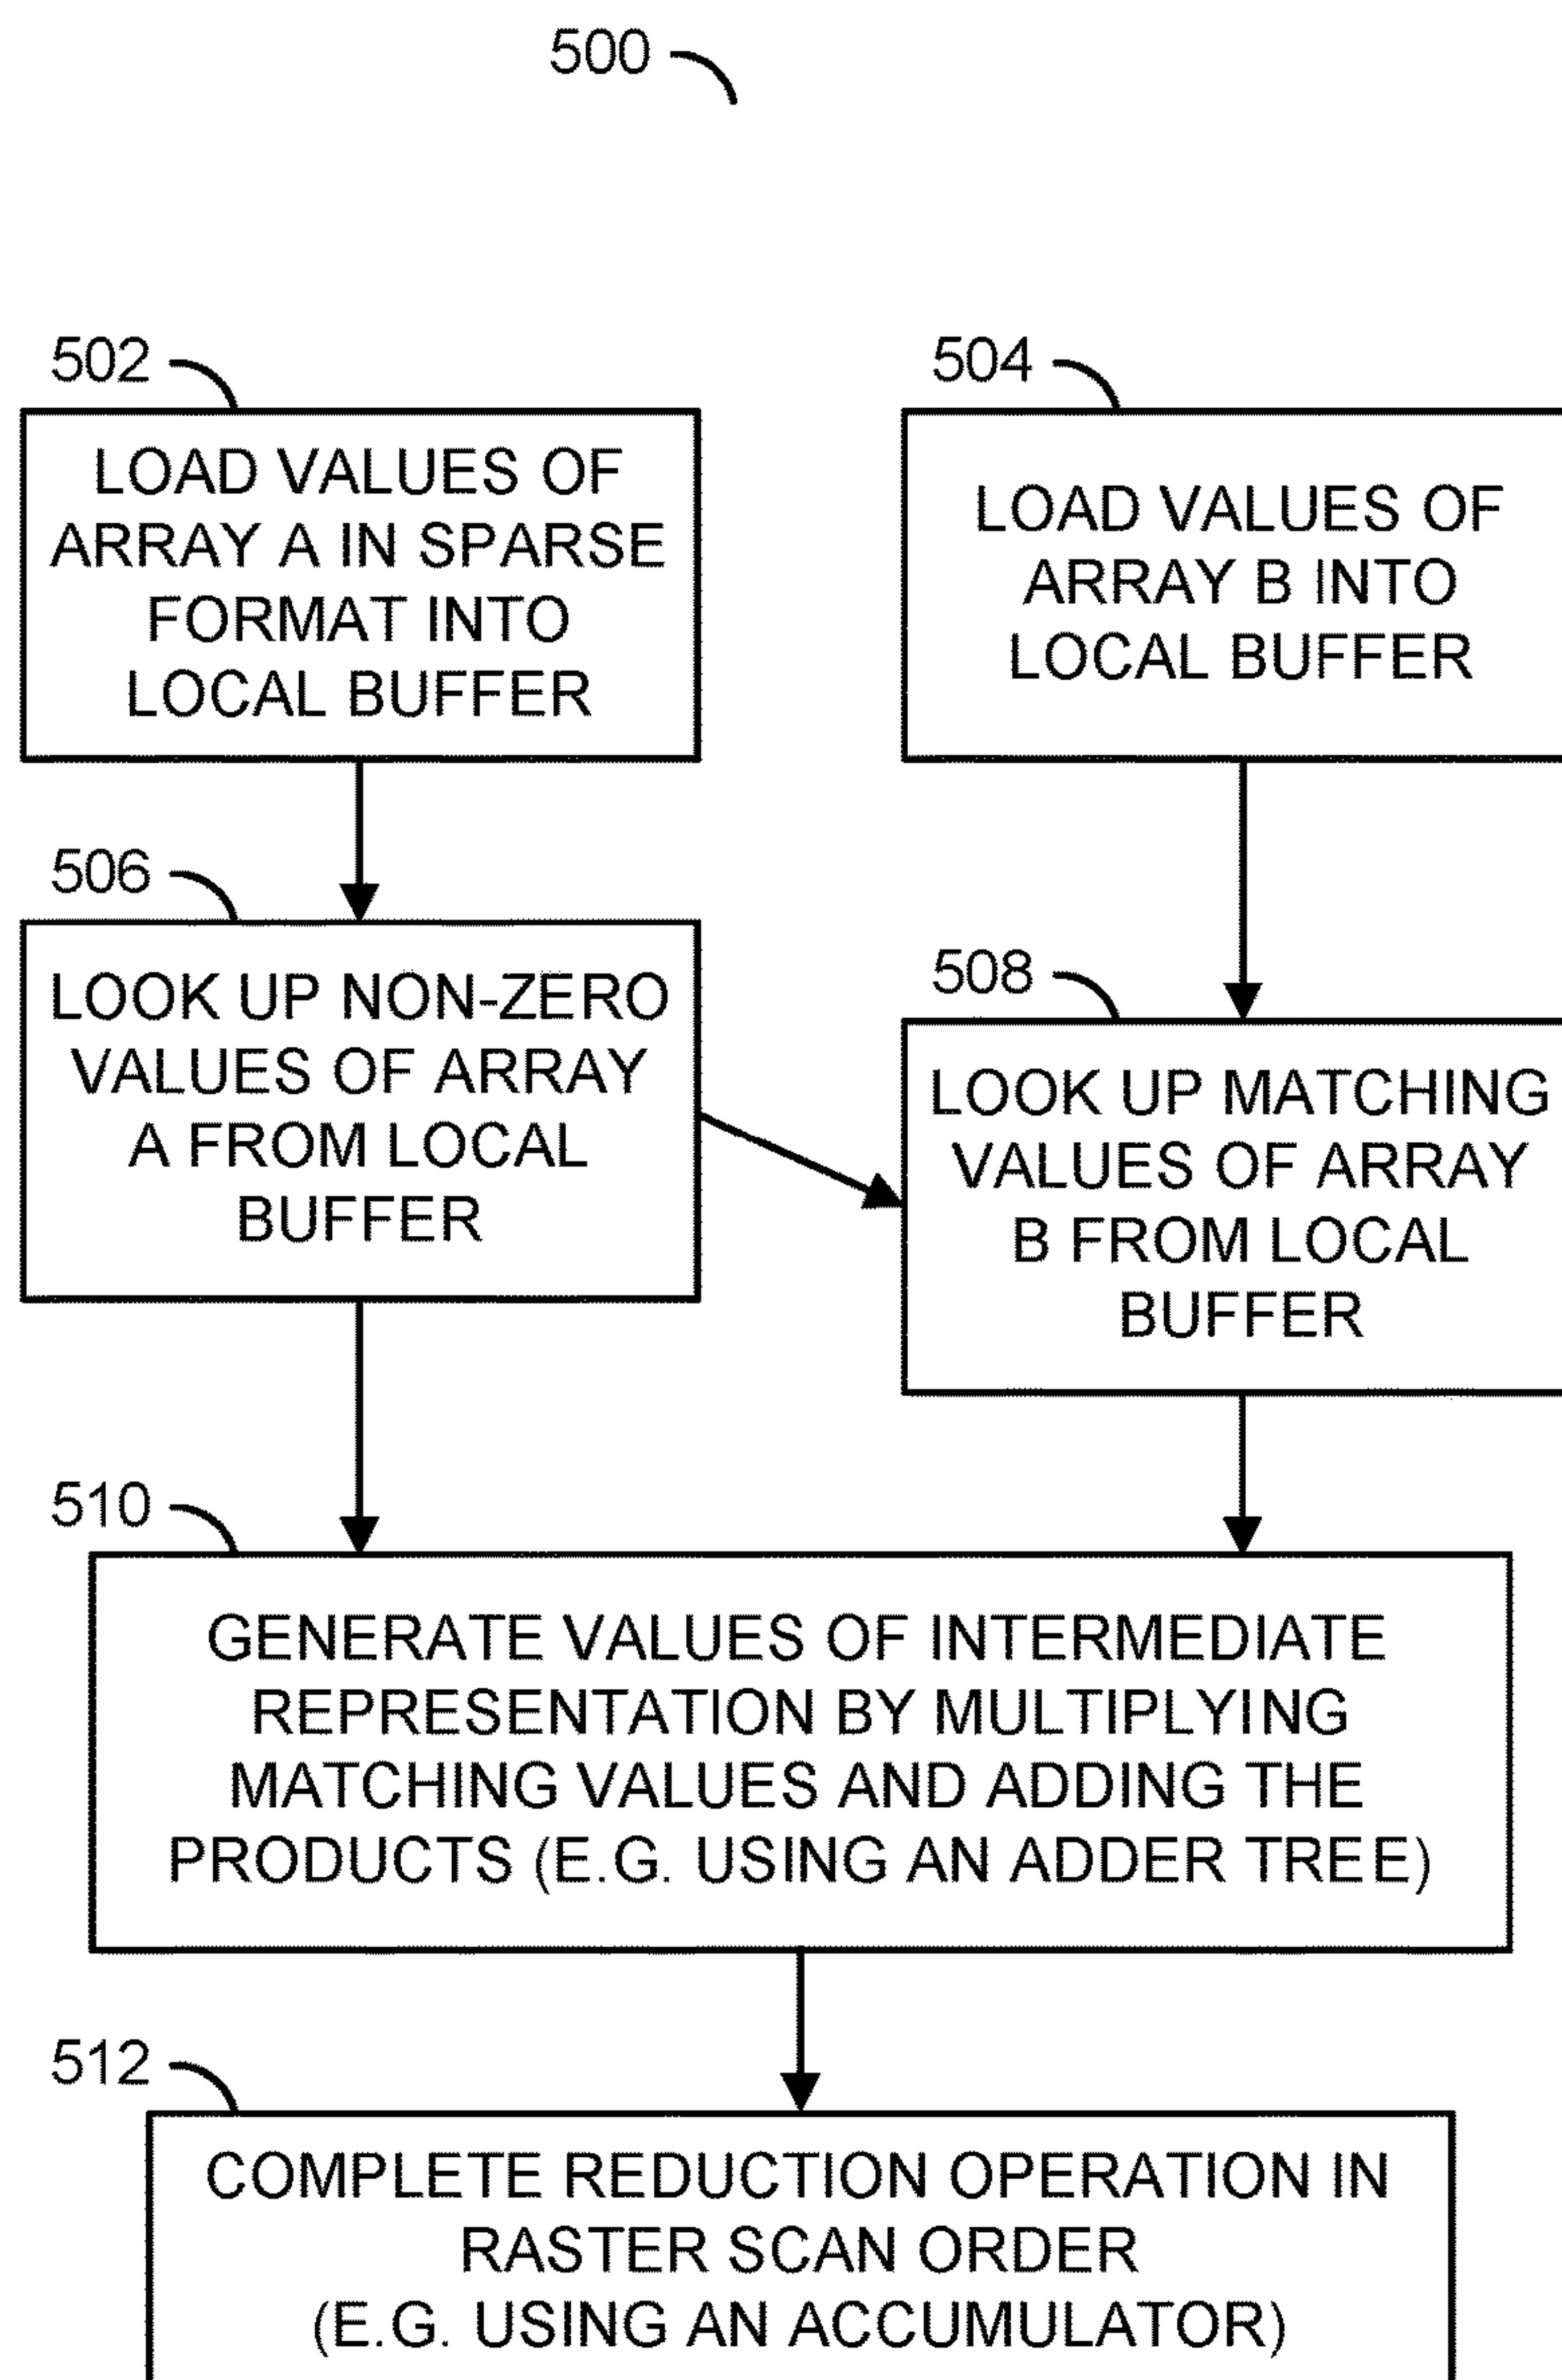 500
502
LOAD VALUES OF
ARRAY A IN SPARSE
FORMAT INTO
LOCAL BUFFER
504
LOAD VALUES OF
ARRAY B INTO
LOCAL BUFFER
506
LOOK UP NON-ZERO
VALUES OF ARRAY
A FROM LOCAL
BUFFER
508
LOOK UP MATCHING
VALUES OF ARRAY
B FROM LOCAL
BUFFER
510
GENERATE VALUES OF INTERMEDIATE
REPRESENTATION BY MULTIPLYING
MATCHING VALUES AND ADDING THE
PRODUCTS (E.G. USING AN ADDER TREE)
512
COMPLETE REDUCTION OPERATION IN
RASTER SCAN ORDER
(E.G. USING AN ACCUMULATOR)